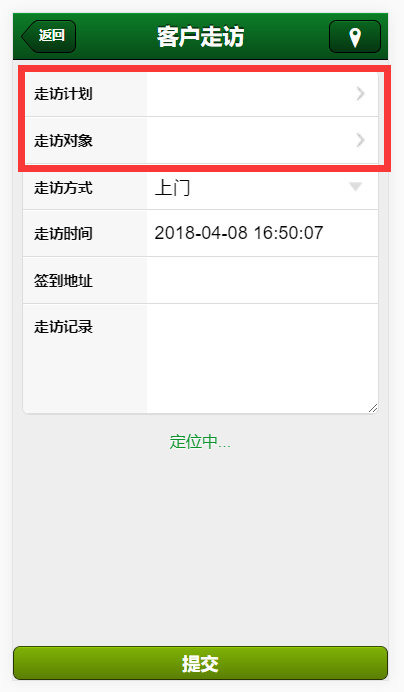 返回
客户走访
走访计划
走访对象
走访方式
上门
走访时间
2018-04-08 16:50:07
签到地址
走访记录
定位中...
提交